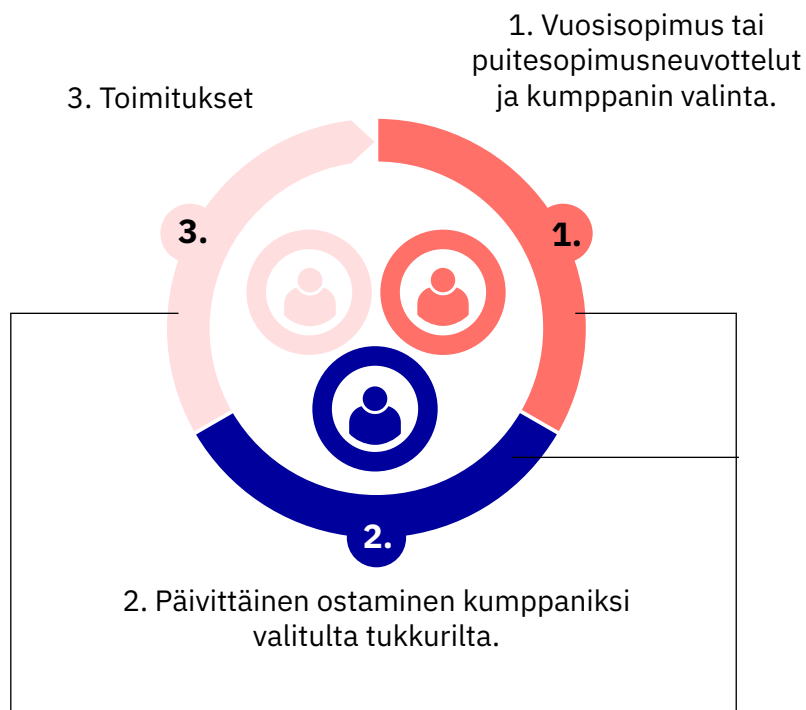 1. Vuosisopimus tai
puitesopimusneuvottelut
ja kumppanin valinta.
3. Toimitukset
3.
1.
2.
2. Päivittäinen ostaminen kumppaniksi
valitulta tukkurilta.